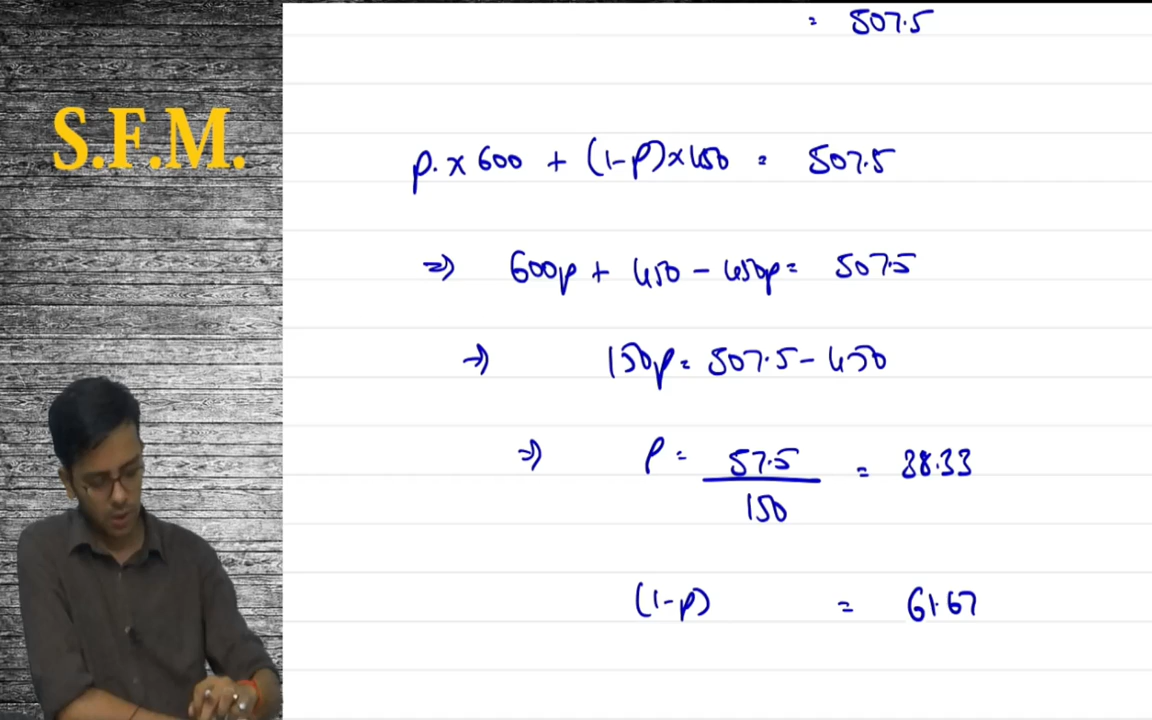 = 507.5
S.F.M.
p. x 600 + (1-p) x 450 = 507.5
⇒ 600p + 450 - 450p = 507.5
⇒ 150p = 507.5 - 450
⇒ p = 57.5 / 150 = 38.33
(1-p) = 61.67